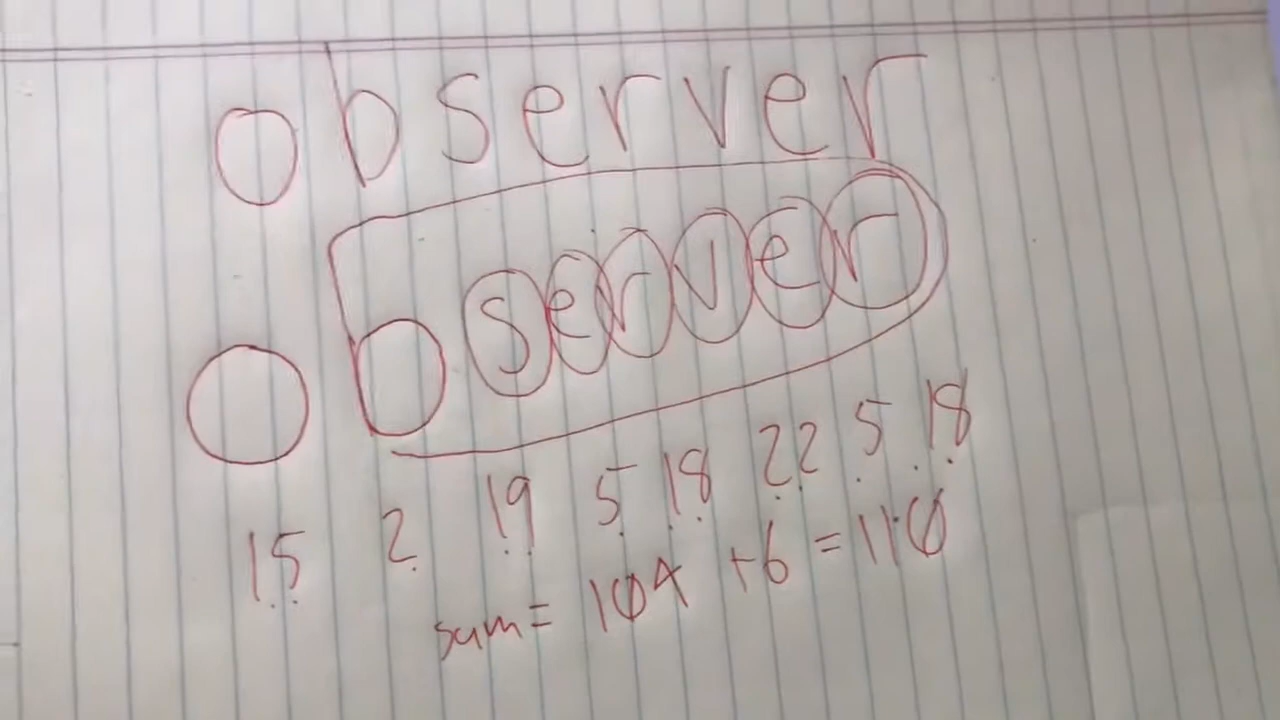 observer
observer
15 2 19 5 18 22 5 18
sum = 104 +6 = 110